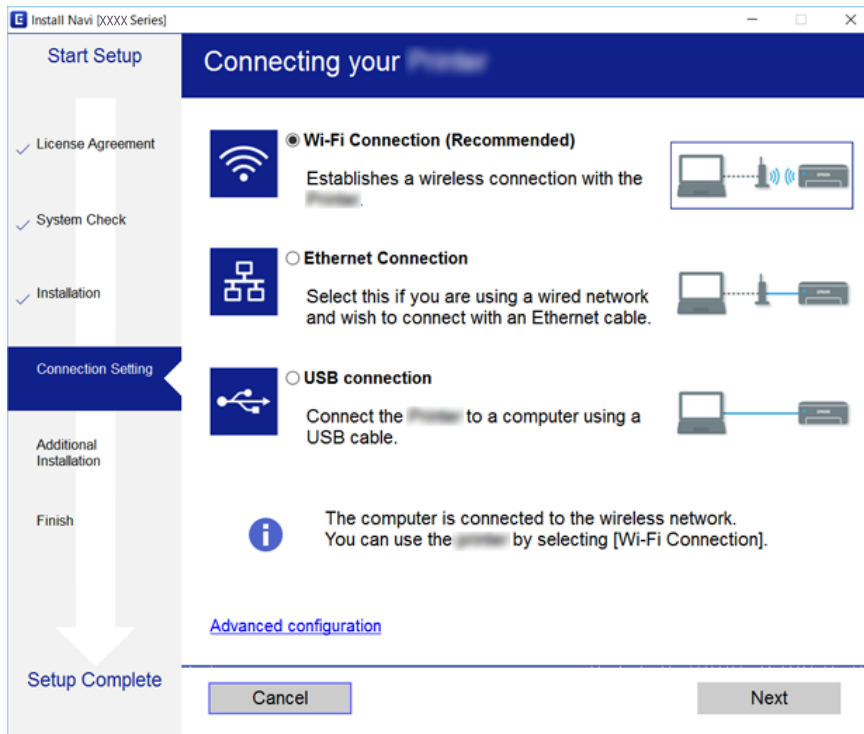 Install Navi [XXXX Series]
Start Setup
License Agreement
System Check
Installation
Connection Setting
Additional
Installation
Finish
Setup Complete
Connecting your
Wi-Fi Connection (Recommended)
Establishes a wireless connection with the
.
Ethernet Connection
Select this if you are using a wired network
and wish to connect with an Ethernet cable.
USB connection
Connect the to a computer using a
USB cable.
The computer is connected to the wireless network.
You can use the by selecting [Wi-Fi Connection].
Advanced configuration
Cancel
Next